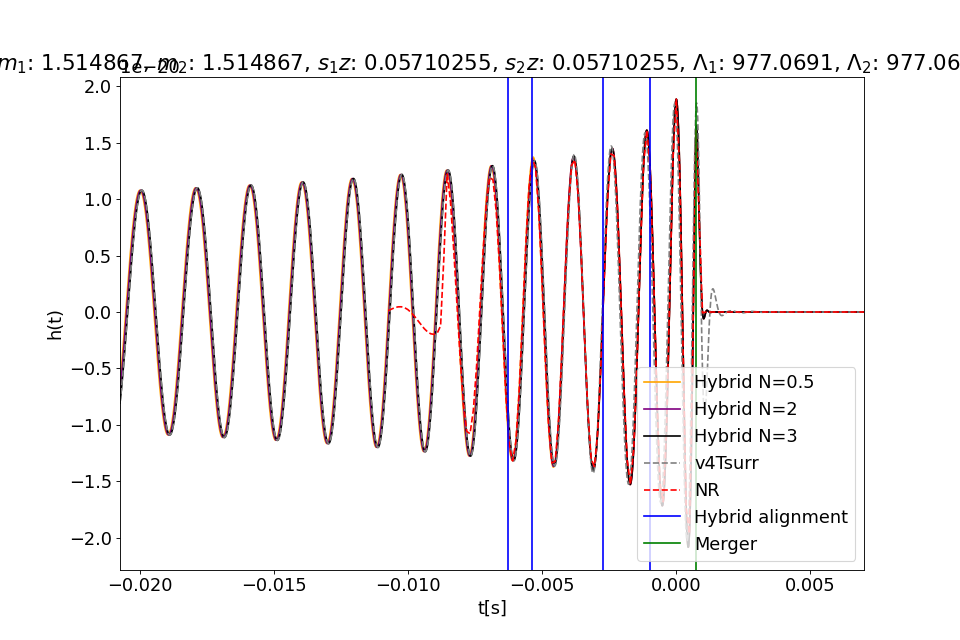 m₁: 1.514867, m₂: 1.514867, s₁z: 0.05710255, s₂z: 0.05710255, Λ₁: 977.0691, Λ₂: 977.06
1e−20
2.0
1.5
1.0
0.5
0.0
−0.5
−1.0
−1.5
−2.0
h(t)
−0.020
−0.015
−0.010
−0.005
0.000
0.005
t[s]
Hybrid N=0.5
Hybrid N=2
Hybrid N=3
v4Tsurr
NR
Hybrid alignment
Merger